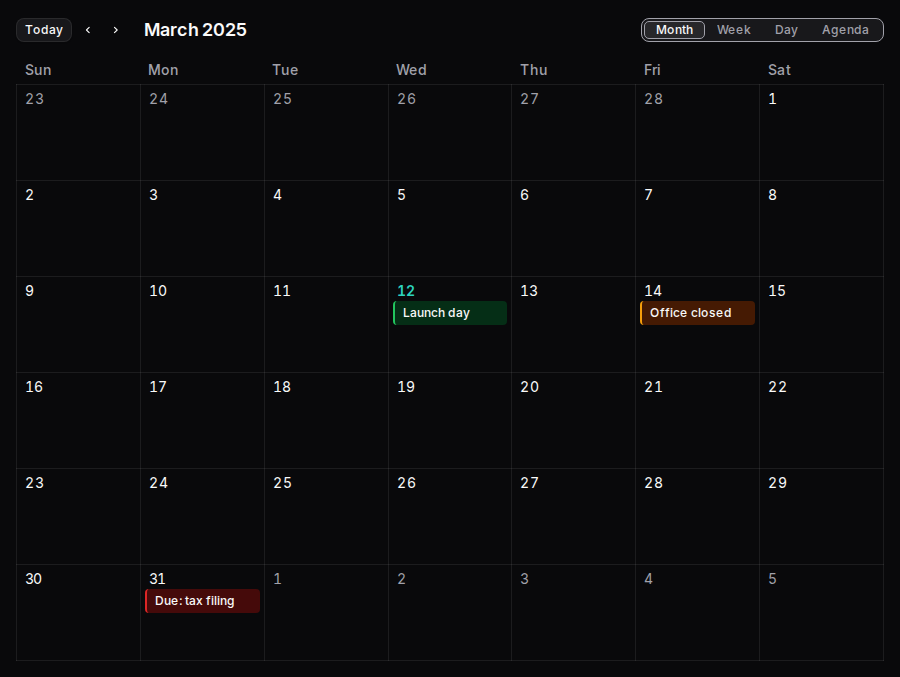 Today ‹ › March 2025 Month Week Day Agenda
Sun Mon Tue Wed Thu Fri Sat
23 24 25 26 27 28 1
2 3 4 5 6 7 8
9 10 11 12 13 14 15
Launch day Office closed
16 17 18 19 20 21 22
23 24 25 26 27 28 29
30 31 1 2 3 4 5
Due: tax filing